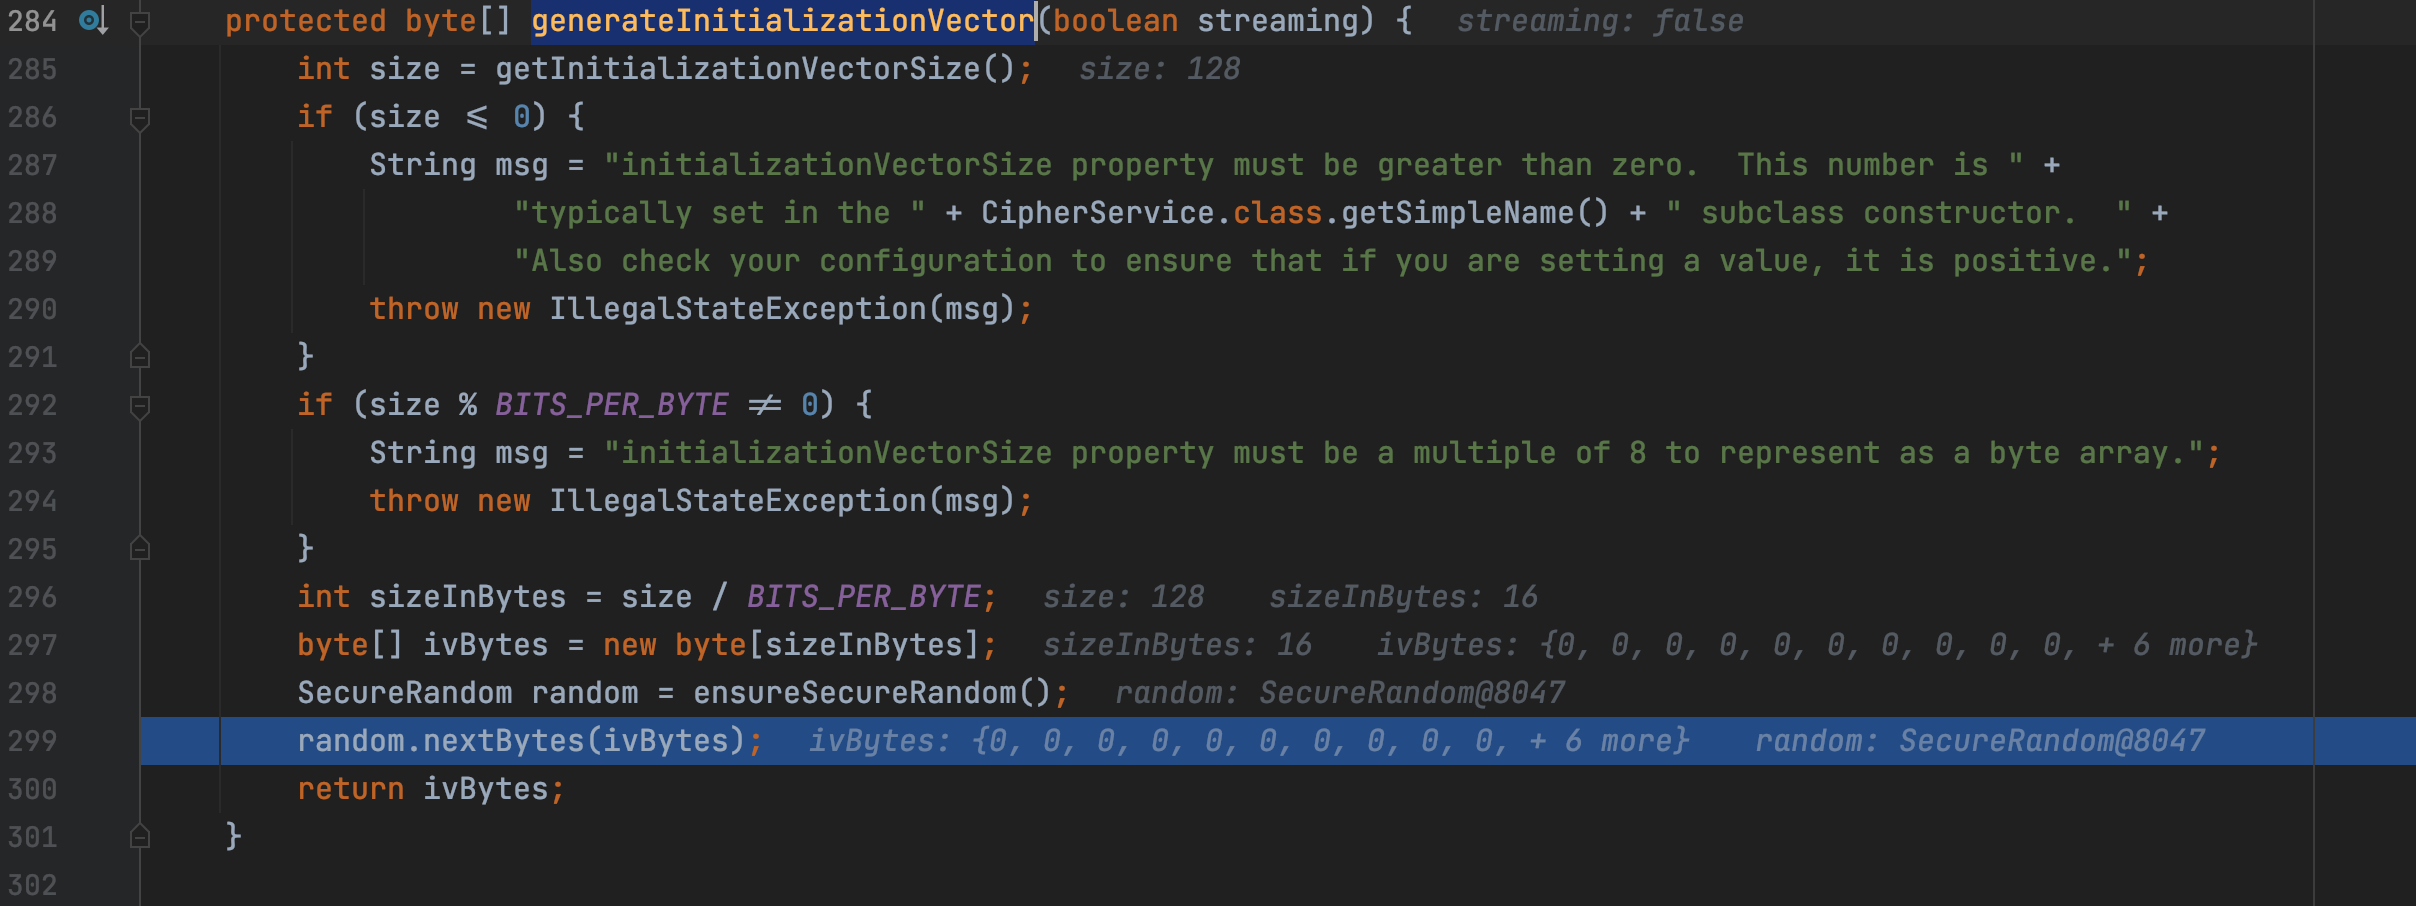 284 protected byte[] generateInitializationVector(boolean streaming) { streaming: false
285 int size = getInitializationVectorSize(); size: 128
286 if (size <= 0) {
287 String msg = "initializationVectorSize property must be greater than zero.  This number is " +
288 "typically set in the " + CipherService.class.getSimpleName() + " subclass constructor.  " +
289 "Also check your configuration to ensure that if you are setting a value, it is positive.";
290 throw new IllegalStateException(msg);
291 }
292 if (size % BITS_PER_BYTE != 0) {
293 String msg = "initializationVectorSize property must be a multiple of 8 to represent as a byte array.";
294 throw new IllegalStateException(msg);
295 }
296 int sizeInBytes = size / BITS_PER_BYTE; size: 128 sizeInBytes: 16
297 byte[] ivBytes = new byte[sizeInBytes]; sizeInBytes: 16 ivBytes: {0, 0, 0, 0, 0, 0, 0, 0, 0, 0, + 6 more}
298 SecureRandom random = ensureSecureRandom(); random: SecureRandom@8047
299 random.nextBytes(ivBytes); ivBytes: {0, 0, 0, 0, 0, 0, 0, 0, 0, 0, + 6 more} random: SecureRandom@8047
300 return ivBytes;
301 }
302